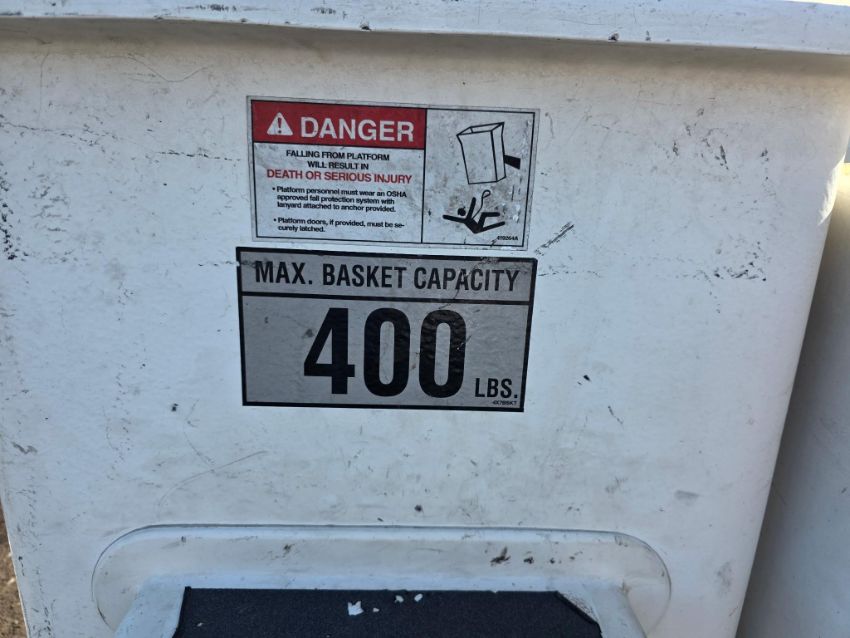 DANGER
FALLING FROM PLATFORM
WILL RESULT IN
DEATH OR SERIOUS INJURY
• Platform personnel must wear an OSHA
approved fall protection system with
lanyard attached to anchor provided.
• Platform doors, if provided, must be se-
curely latched.
MAX. BASKET CAPACITY
400 LBS.